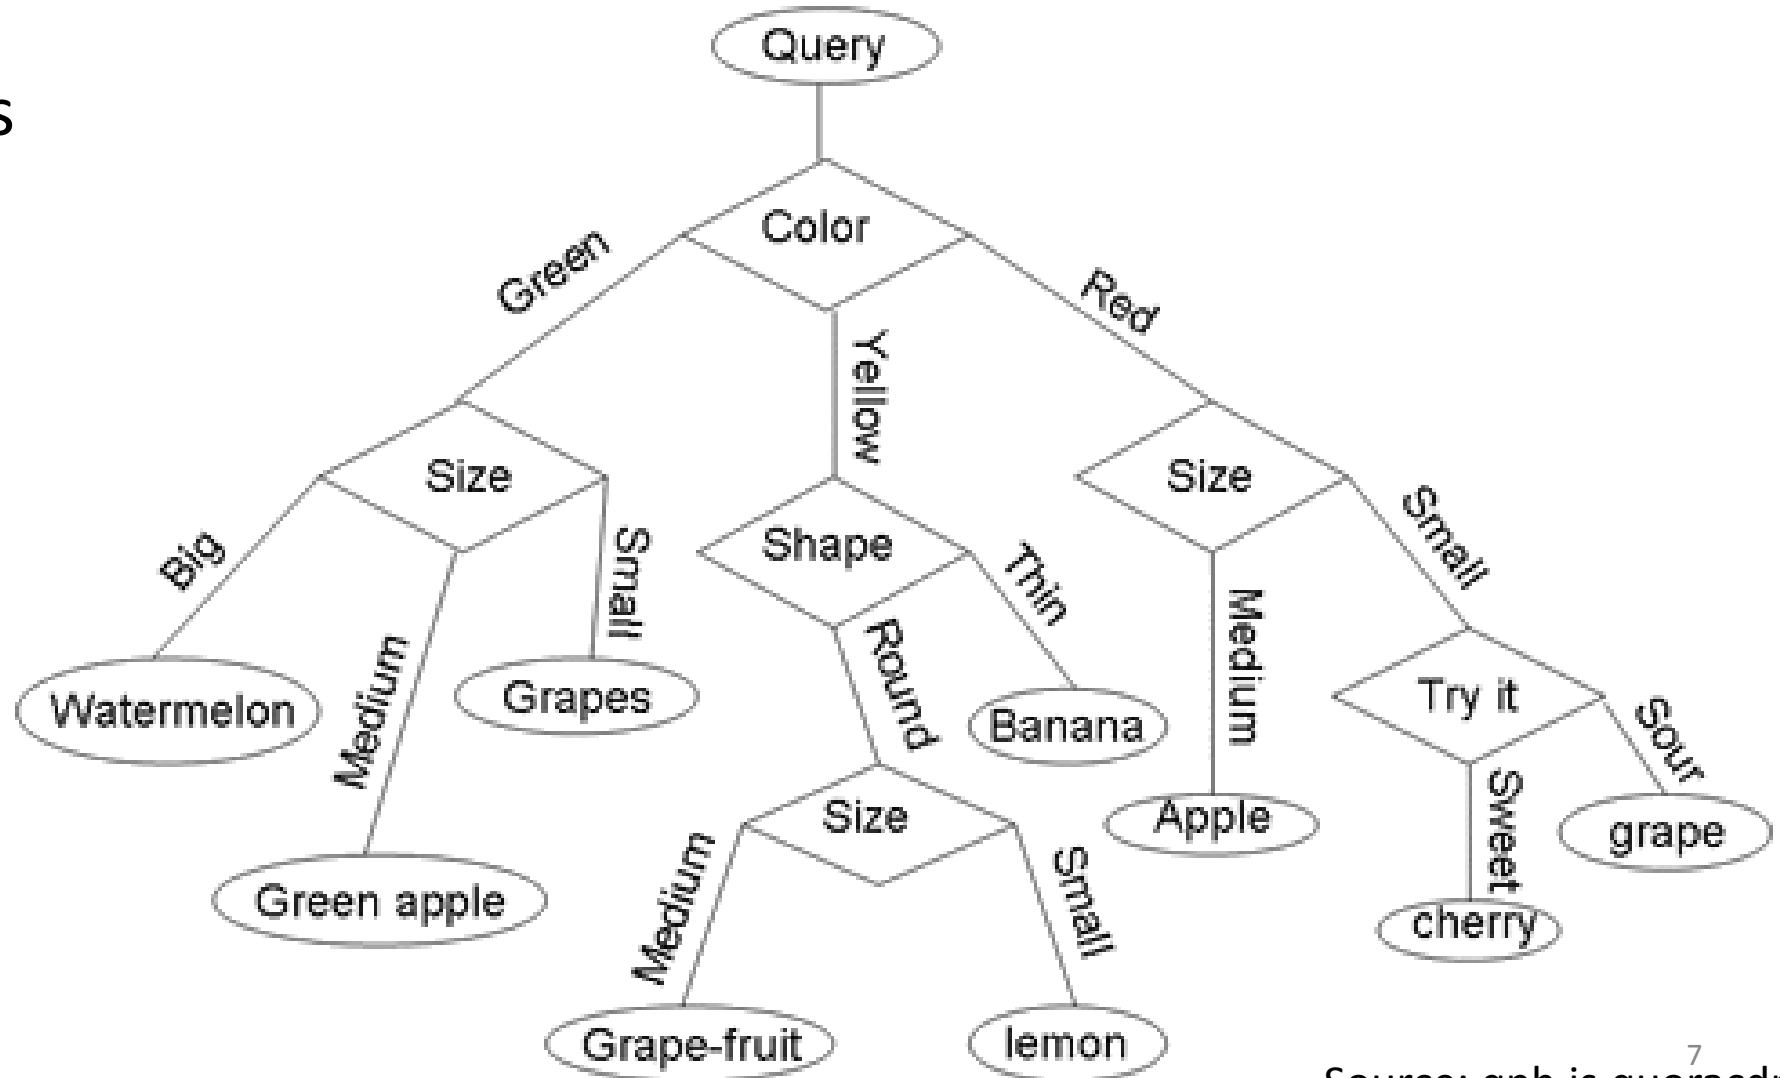 s
Query
Color
Green
Yellow
Red
Size
Shape
Size
Big
Medium
Small
Round
Thin
Medium
Small
Watermelon
Grapes
Banana
Try it
Green apple
Size
Apple
Sweet
Sour
grape
cherry
Medium
Small
Grape-fruit
lemon
7